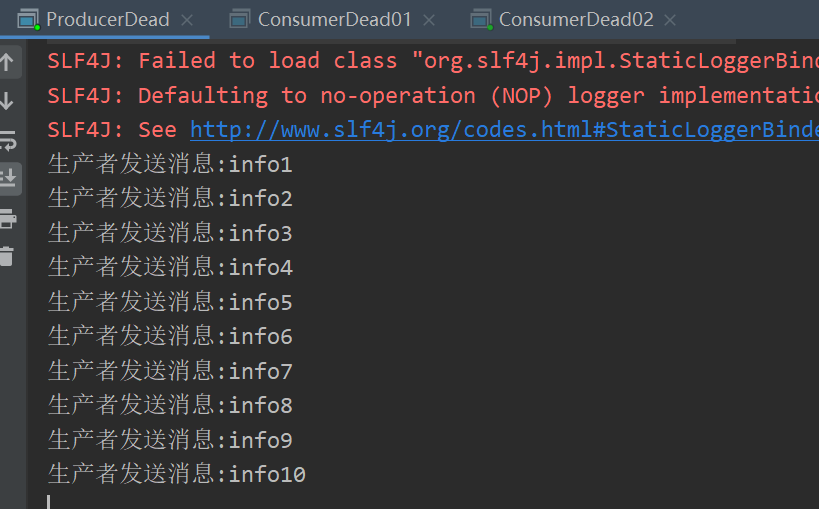 ProducerDead ConsumerDead01 ConsumerDead02
SLF4J: Failed to load class "org.slf4j.impl.StaticLoggerBind
SLF4J: Defaulting to no-operation (NOP) logger implementatio
SLF4J: See http://www.slf4j.org/codes.html#StaticLoggerBinde
生产者发送消息:info1
生产者发送消息:info2
生产者发送消息:info3
生产者发送消息:info4
生产者发送消息:info5
生产者发送消息:info6
生产者发送消息:info7
生产者发送消息:info8
生产者发送消息:info9
生产者发送消息:info10